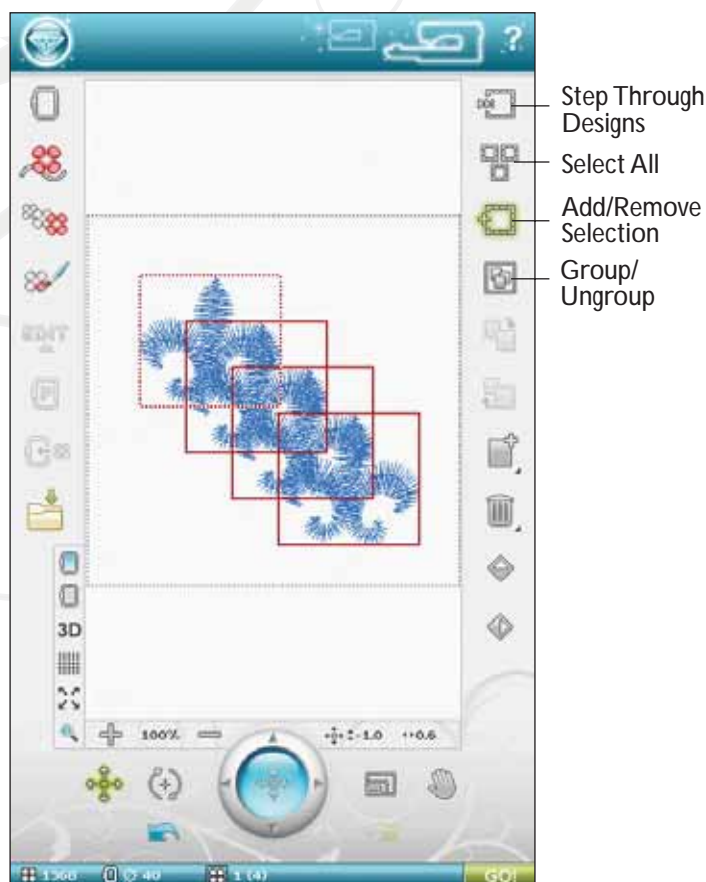 ?
Step Through
Designs
Select All
Add/Remove
Selection
Group/
Ungroup
EDIT
P
3D
100%
-1.0
0.6
1368
40
1 (4)
GO!